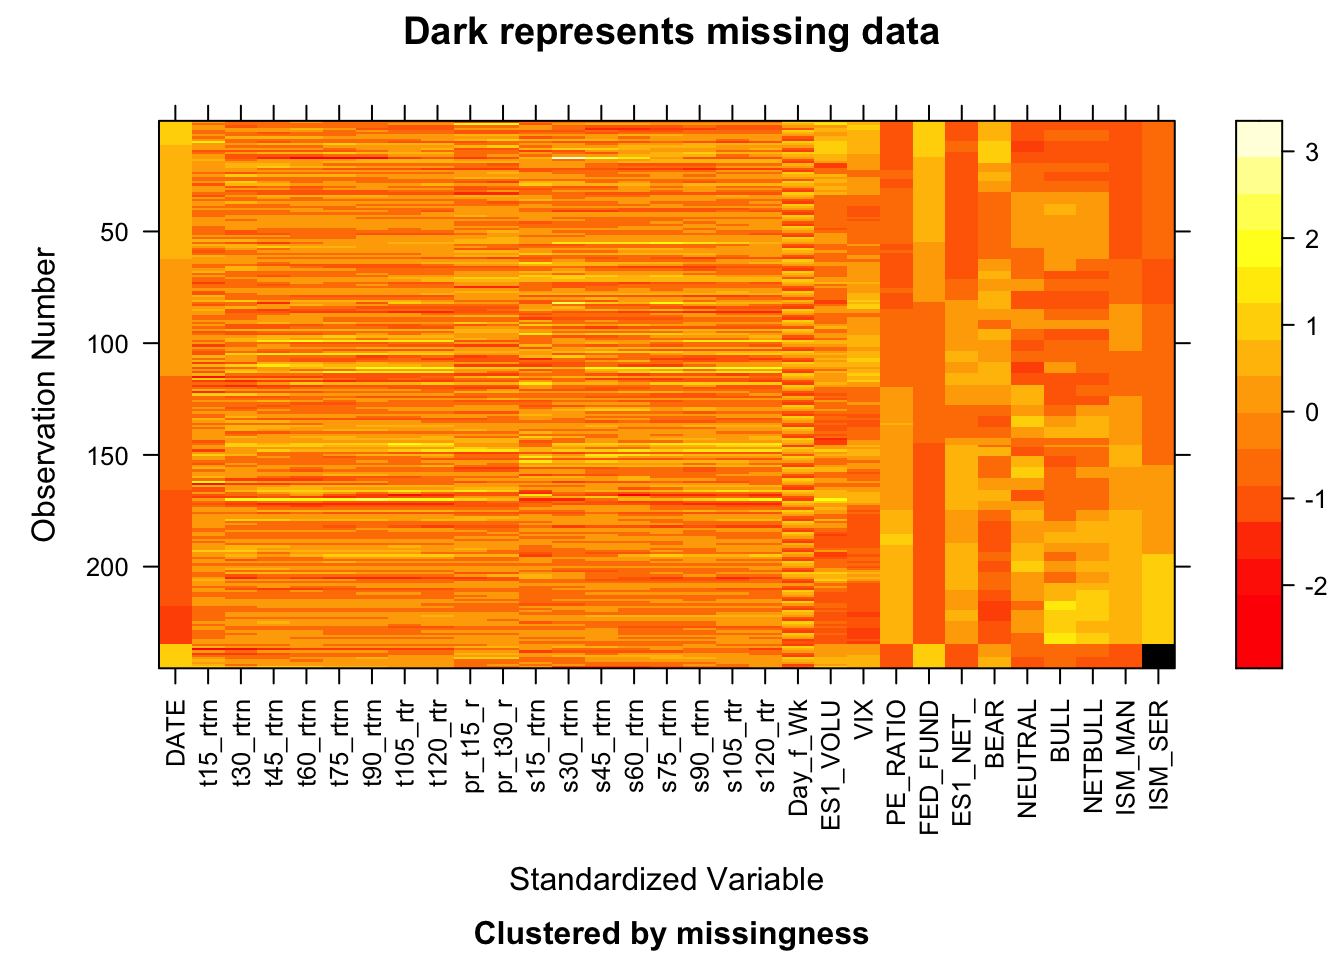 Dark represents missing data
Observation Number
50
100
150
200
3
2
1
0
-1
-2
DATE
t15_rtrn
t30_rtrn
t45_rtrn
t60_rtrn
t75_rtrn
t90_rtrn
t105_rtr
t120_rtr
pr_t15_r
pr_t30_r
s15_rtrn
s30_rtrn
s45_rtrn
s60_rtrn
s75_rtrn
s90_rtrn
s105_rtr
s120_rtr
Day_f_Wk
ES1_VOLU
VIX
PE_RATIO
FED_FUND
ES1_NET_
BEAR
NEUTRAL
BULL
NETBULL
ISM_MAN
ISM_SER
Standardized Variable
Clustered by missingness